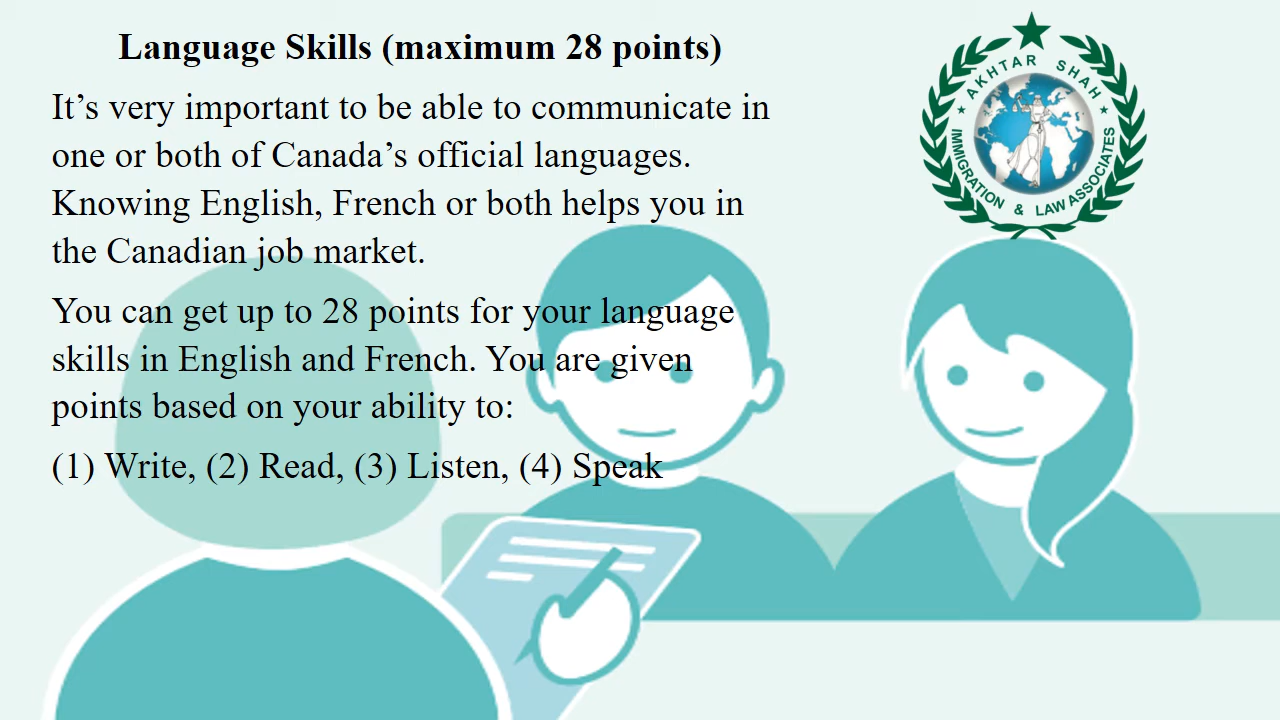 Language Skills (maximum 28 points)
It’s very important to be able to communicate in
one or both of Canada’s official languages.
Knowing English, French or both helps you in
the Canadian job market.
You can get up to 28 points for your language
skills in English and French. You are given
points based on your ability to:
(1) Write, (2) Read, (3) Listen, (4) Speak
AKHTAR SHAH
IMMIGRATION & LAW ASSOCIATES